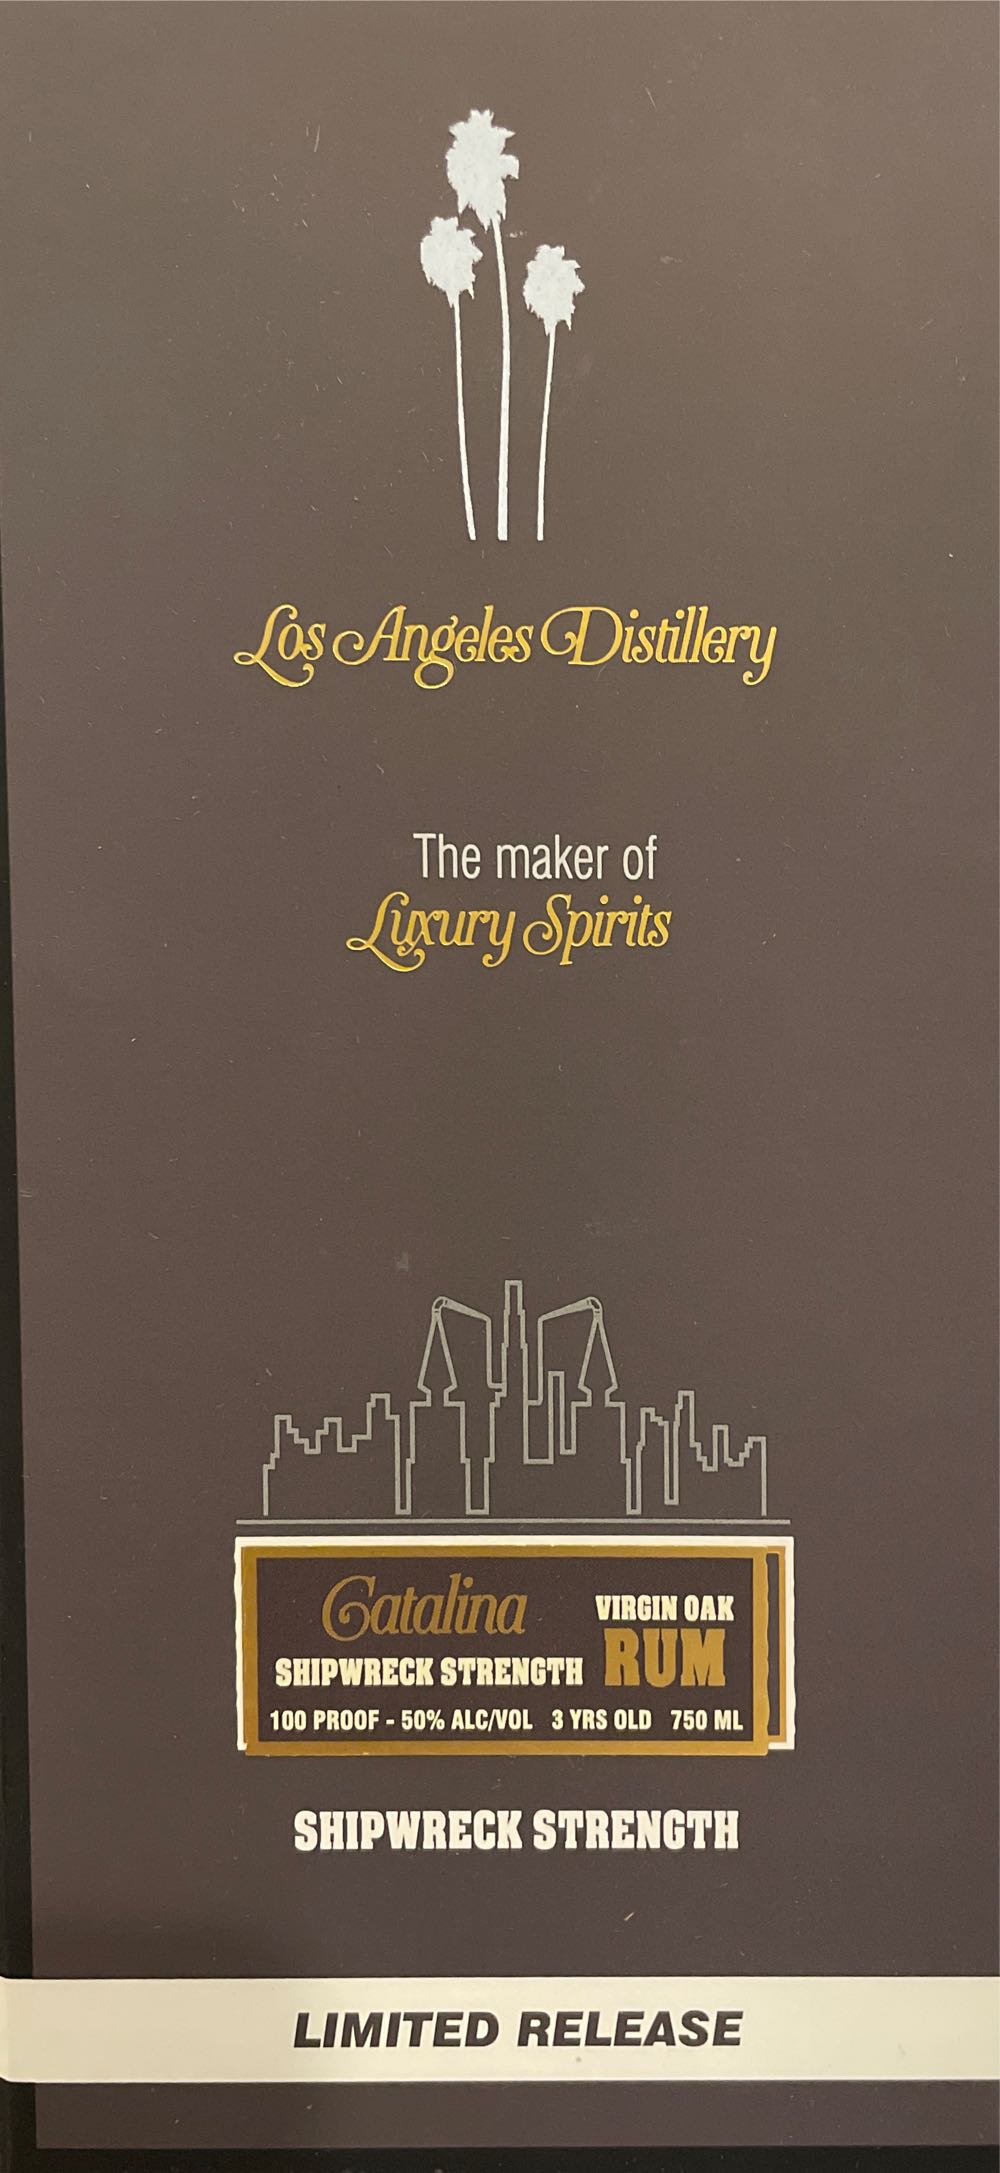 Los Angeles Distillery
The maker of
Luxury Spirits
Catalina
SHIPWRECK STRENGTH
VIRGIN OAK
RUM
100 PROOF - 50% ALC/VOL 3 YRS OLD 750 ML
SHIPWRECK STRENGTH
LIMITED RELEASE